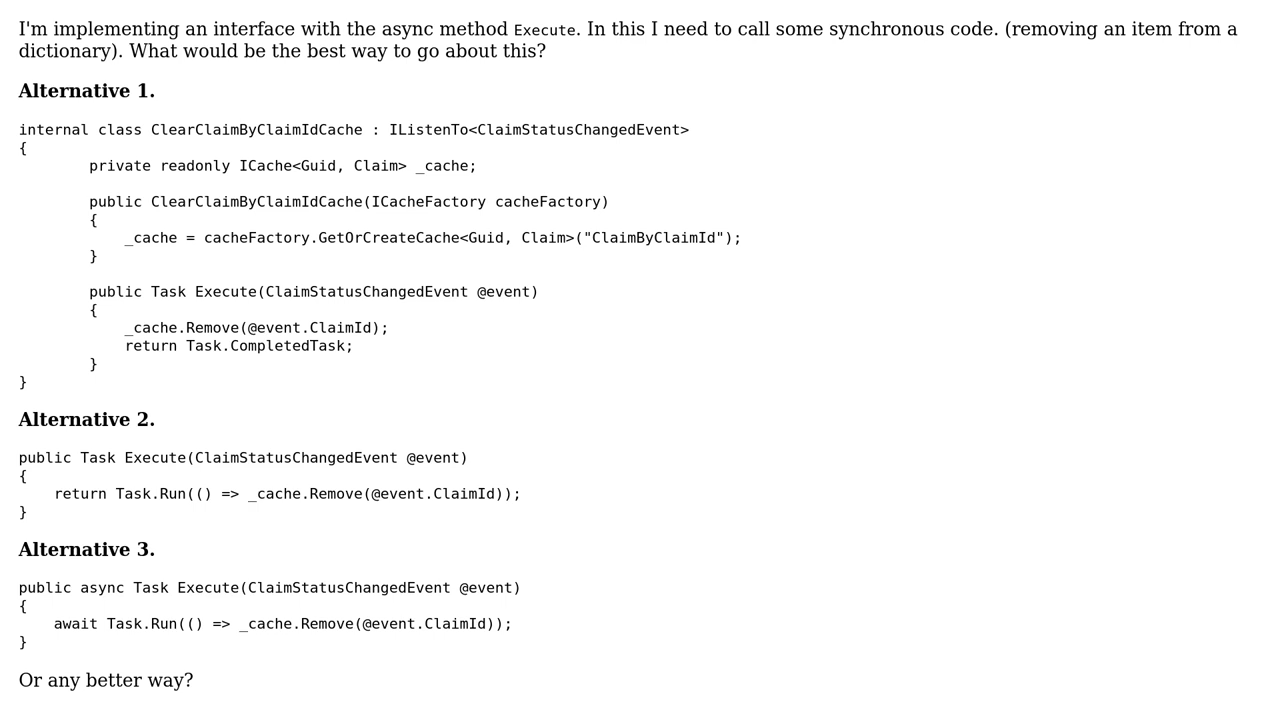 I'm implementing an interface with the async method Execute. In this I need to call some synchronous code. (removing an item from a
dictionary). What would be the best way to go about this?
Alternative 1.
internal class ClearClaimByClaimIdCache : IListenTo<ClaimStatusChangedEvent>
{
        private readonly ICache<Guid, Claim> _cache;

        public ClearClaimByClaimIdCache(ICacheFactory cacheFactory)
        {
            _cache = cacheFactory.GetOrCreateCache<Guid, Claim>("ClaimByClaimId");
        }

        public Task Execute(ClaimStatusChangedEvent @event)
        {
            _cache.Remove(@event.ClaimId);
            return Task.CompletedTask;
        }
}
Alternative 2.
public Task Execute(ClaimStatusChangedEvent @event)
{
    return Task.Run(() => _cache.Remove(@event.ClaimId));
}
Alternative 3.
public async Task Execute(ClaimStatusChangedEvent @event)
{
    await Task.Run(() => _cache.Remove(@event.ClaimId));
}
Or any better way?